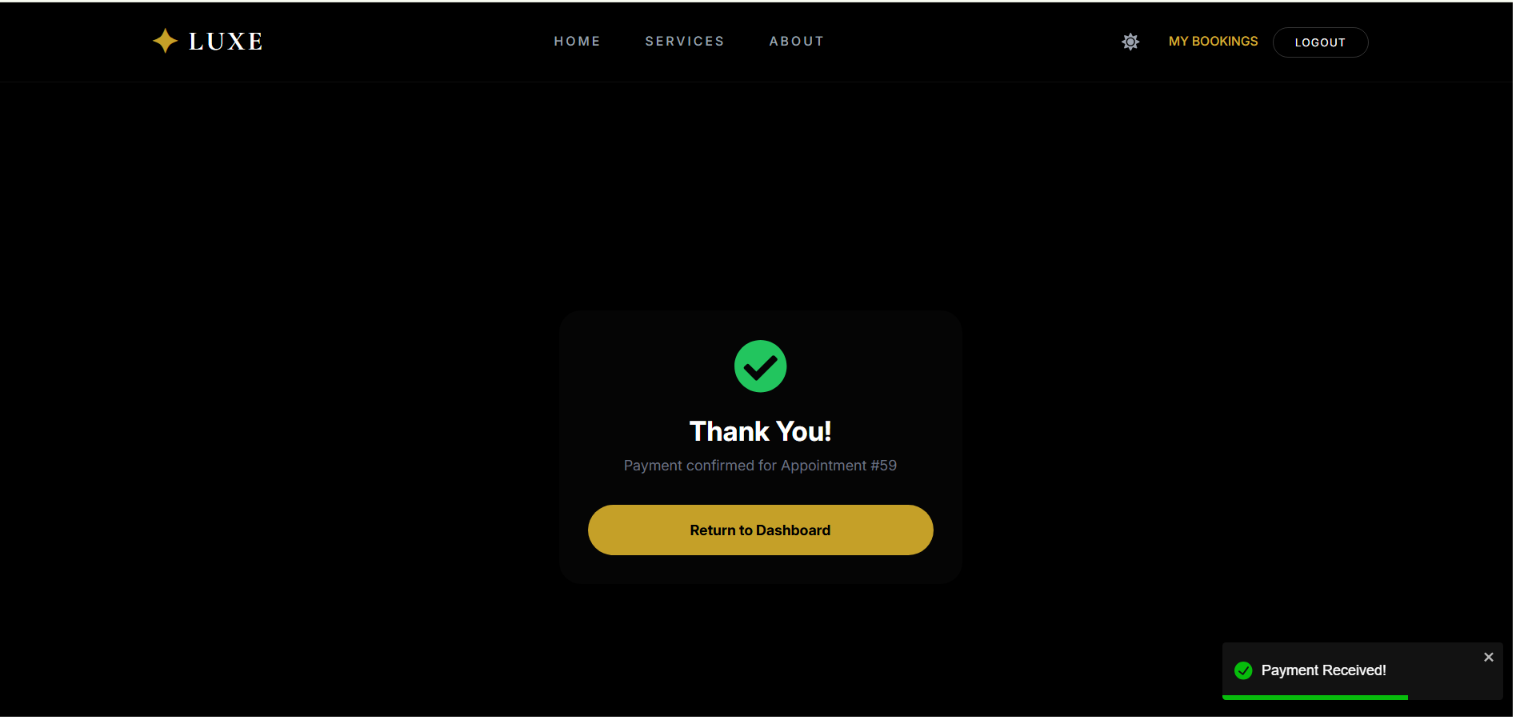 LUXE
HOME SERVICES ABOUT
MY BOOKINGS LOGOUT
Thank You!
Payment confirmed for Appointment #59
Return to Dashboard
Payment Received!